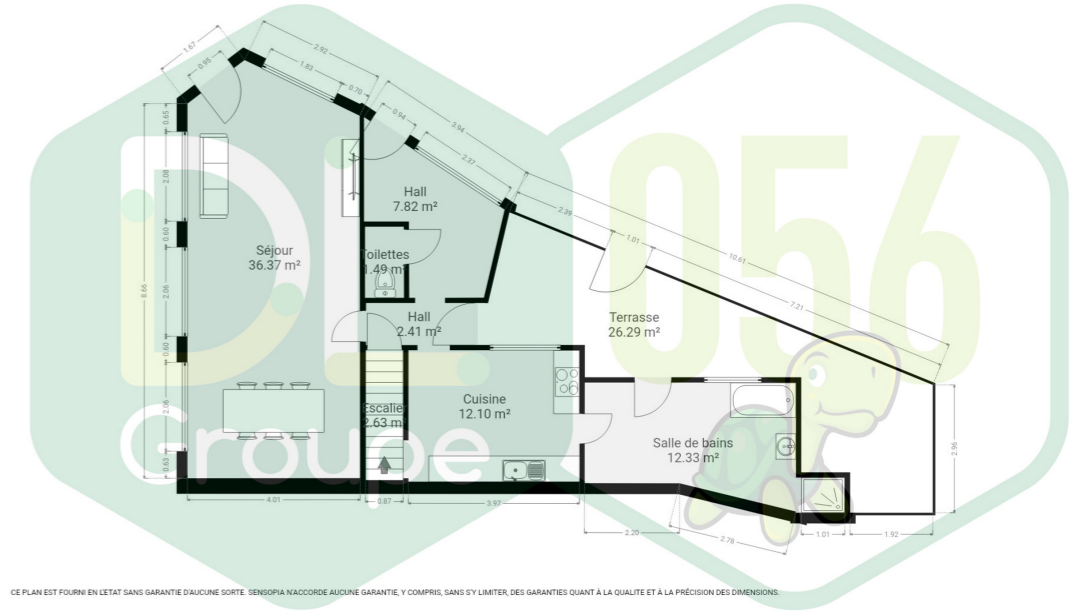 1.67
0.95
2.92
1.83
0.70
0.94
3.94
2.37
0.65
2.08
0.60
2.06
0.60
2.06
0.63
8.66
Hall
7.82 m²
Séjour
36.37 m²
Toilettes
1.49 m²
Hall
2.41 m²
2.39
1.01
10.61
7.21
Terrasse
26.29 m²
056
DL
Groupe
Escalier
2.63 m²
Cuisine
12.10 m²
Salle de bains
12.33 m²
2.96
4.01
0.87
3.97
2.20
2.78
1.01
1.92
CE PLAN EST FOURNI EN L'ETAT SANS GARANTIE D'AUCUNE SORTE. SENSOPIA N'ACCORDE AUCUNE GARANTIE, Y COMPRIS, SANS S'Y LIMITER, DES GARANTIES QUANT À LA QUALITE ET À LA PRÉCISION DES DIMENSIONS.